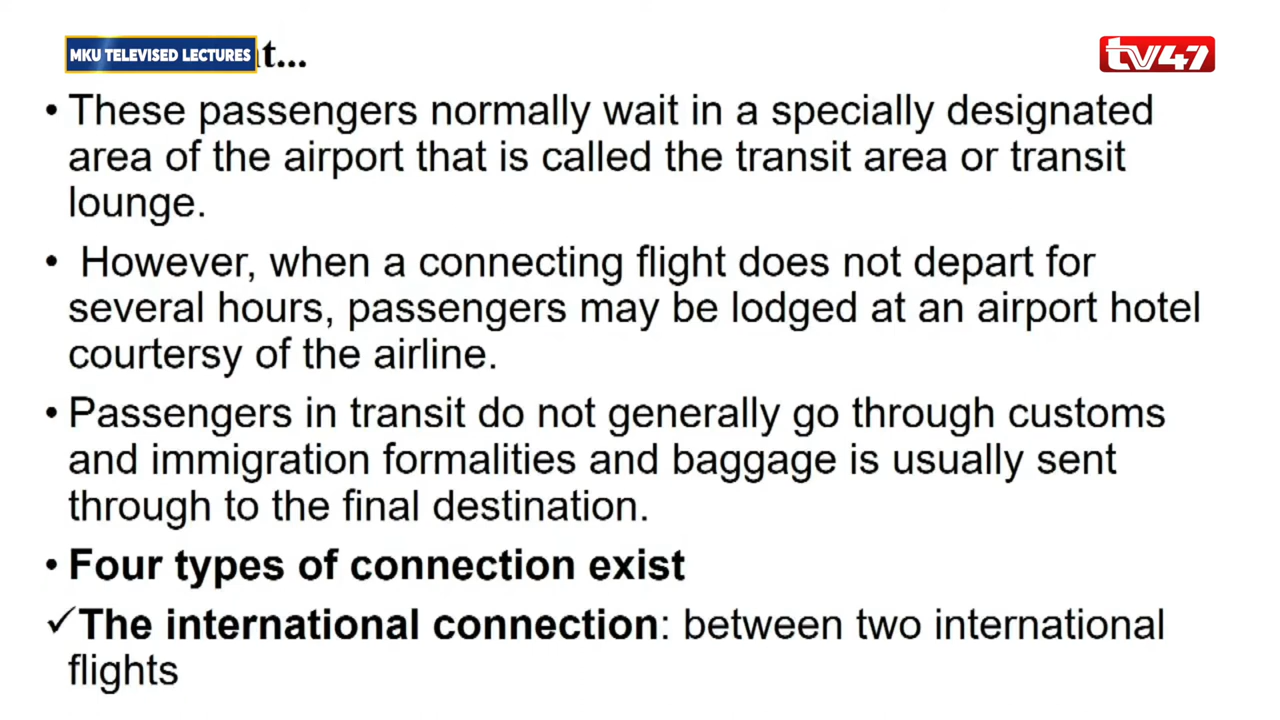 MKU TELEVISED LECTURES
t...
tv47
• These passengers normally wait in a specially designated
area of the airport that is called the transit area or transit
lounge.
• However, when a connecting flight does not depart for
several hours, passengers may be lodged at an airport hotel
courtersy of the airline.
• Passengers in transit do not generally go through customs
and immigration formalities and baggage is usually sent
through to the final destination.
• Four types of connection exist
✓The international connection: between two international
flights